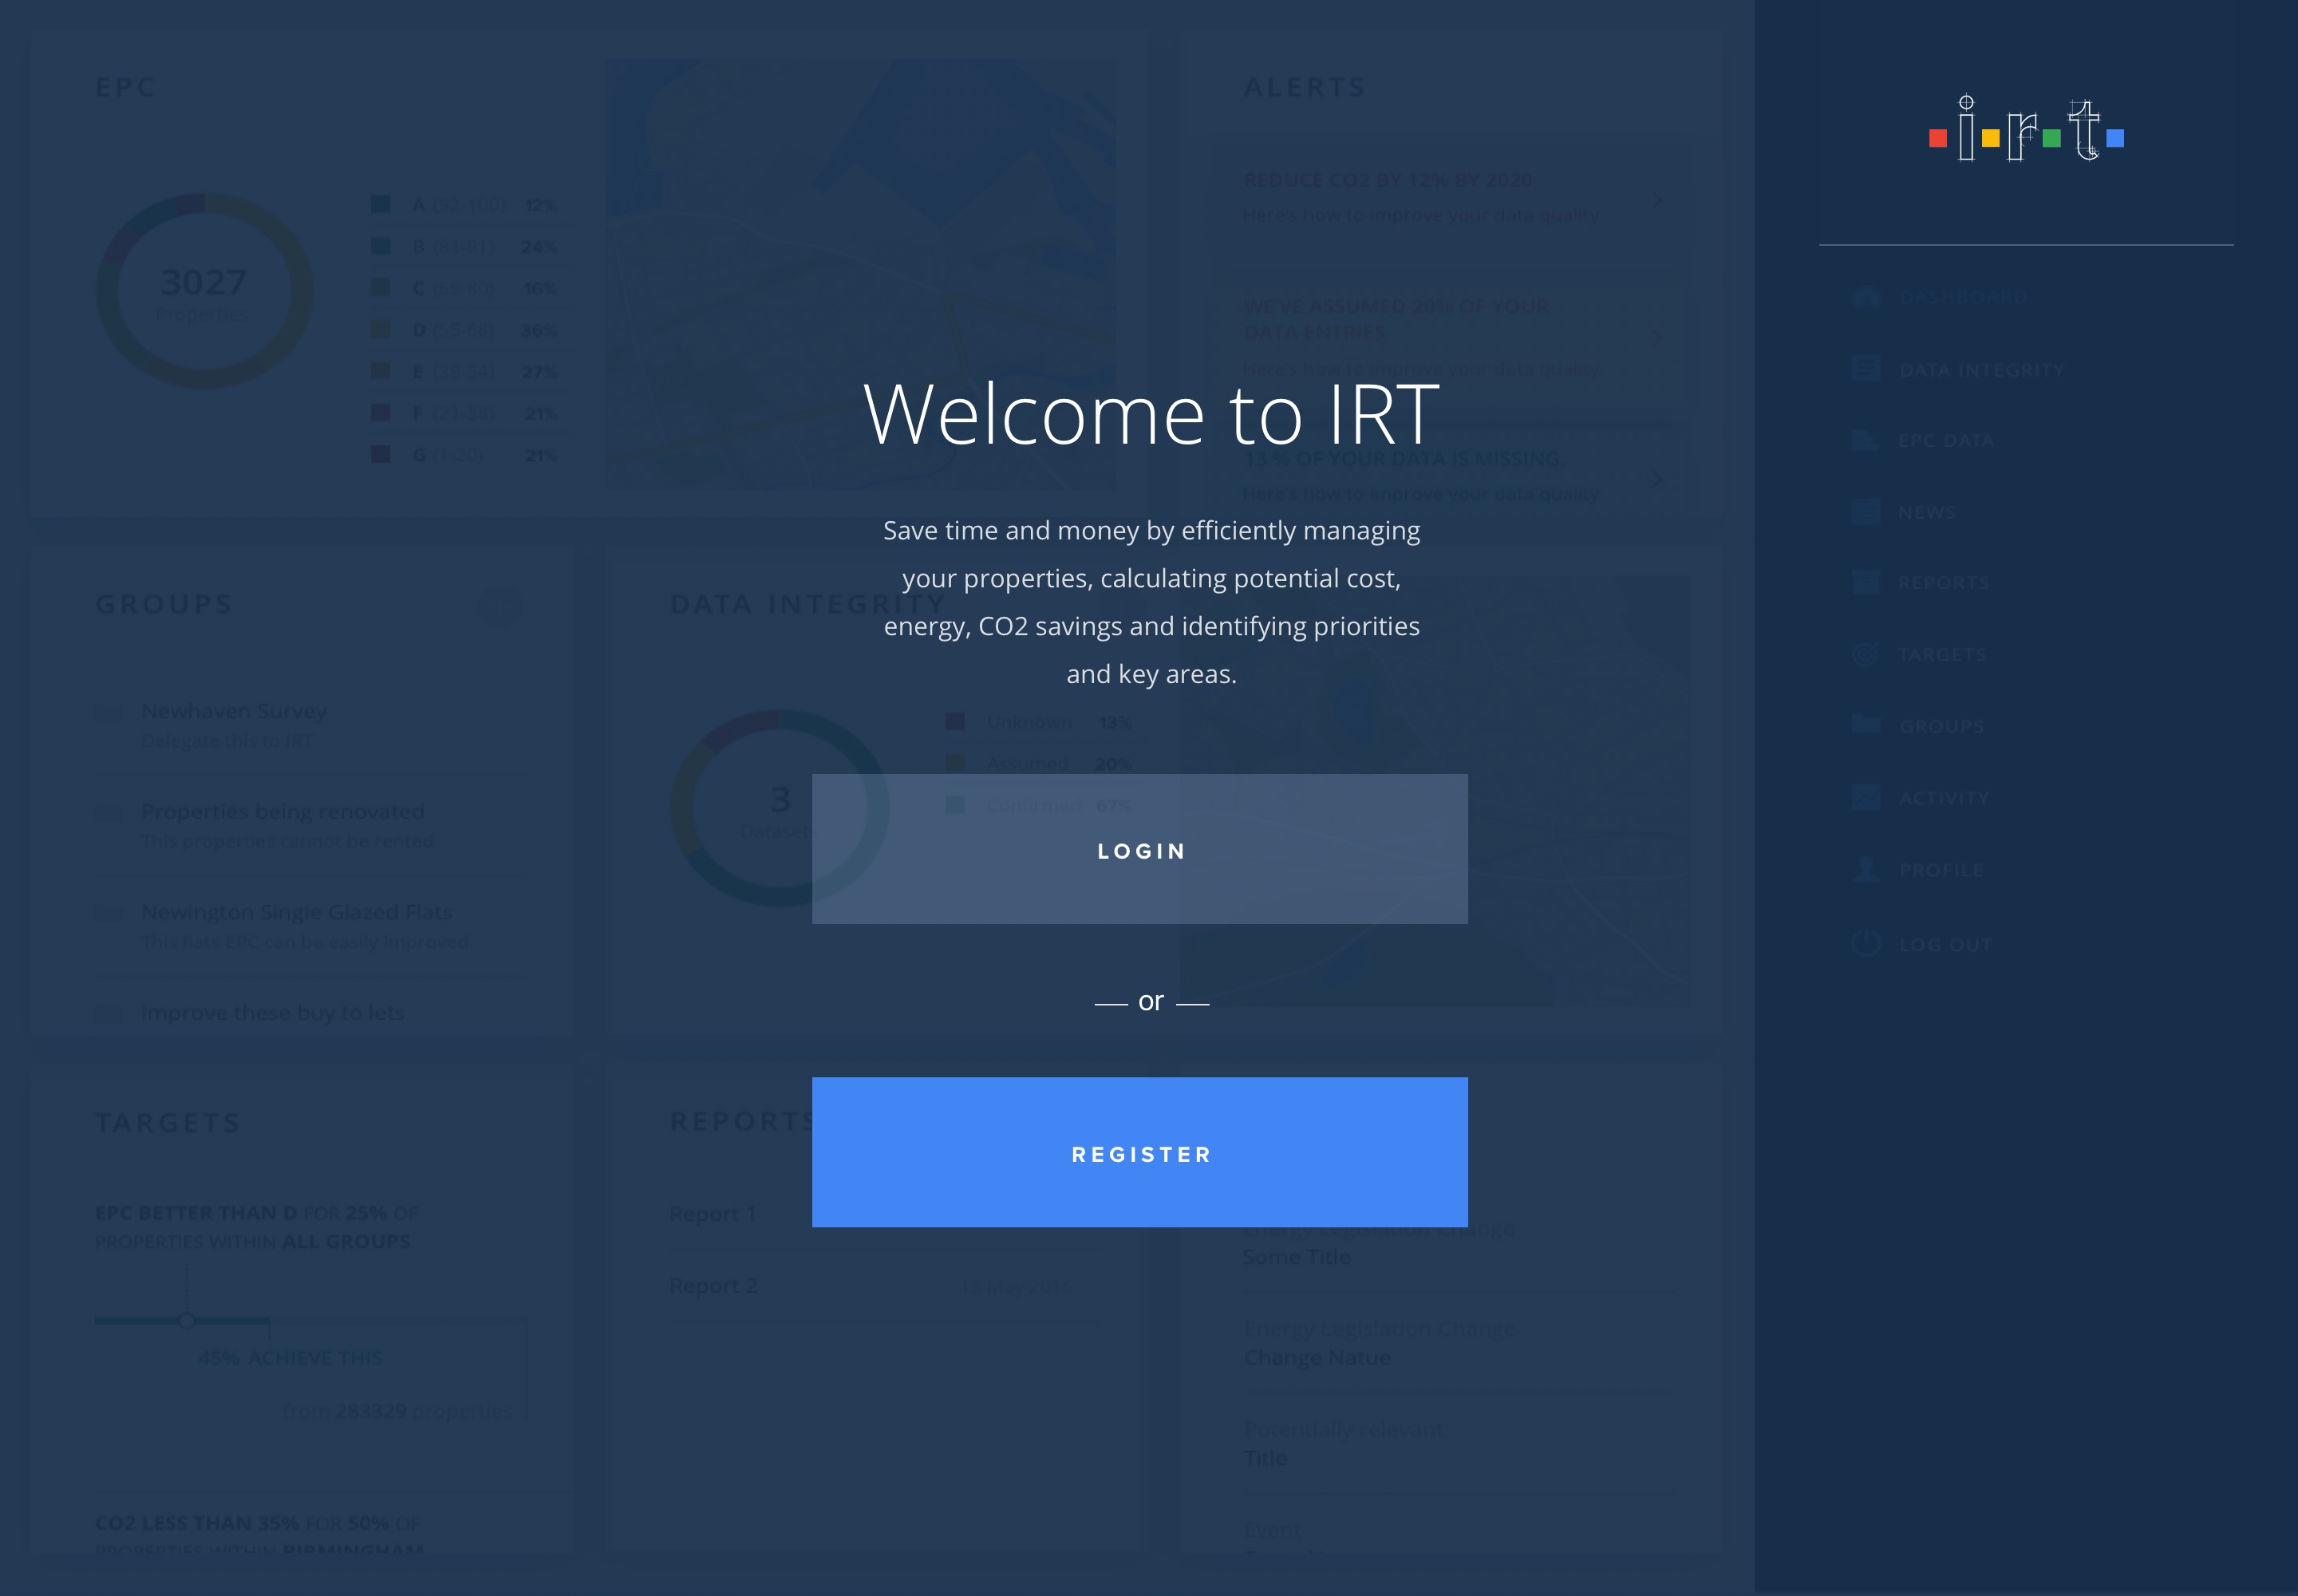 EPC
3027
Properties
A (92-100) 12%
B (81-91) 24%
C (69-80) 16%
D (55-68) 36%
E (39-54) 27%
F (21-38) 21%
G (1-20) 21%
ALERTS
REDUCE CO2 BY 12% BY 2020
Here's how to improve your data quality
WE'VE ASSUMED 20% OF YOUR
DATA ENTRIES
Here's how to improve your data quality
13 % OF YOUR DATA IS MISSING.
Here's how to improve your data quality
Welcome to IRT
Save time and money by efficiently managing
your properties, calculating potential cost,
energy, CO2 savings and identifying priorities
and key areas.
LOGIN
or
REGISTER
GROUPS
Newhaven Survey
Delegate this to IRT
Properties being renovated
This properties cannot be rented
Newington Single Glazed Flats
This flats EPC can be easily improved
Improve these buy to lets
DATA INTEGRITY
3
Datasets
Unknown 13%
Assumed 20%
Confirmed 67%
TARGETS
EPC BETTER THAN D FOR 25% OF
PROPERTIES WITHIN ALL GROUPS
45% ACHIEVE THIS
from 283329 properties
CO2 LESS THAN 35% FOR 50% OF
PROPERTIES WITHIN BIRMINGHAM
REPORTS
Report 1
Report 2 13 May 2015
Energy Legislation Change
Some Title
Energy Legislation Change
Change Natue
Potentially relevant
Title
Event
i r t
DASHBOARD
DATA INTEGRITY
EPC DATA
NEWS
REPORTS
TARGETS
GROUPS
ACTIVITY
PROFILE
LOG OUT